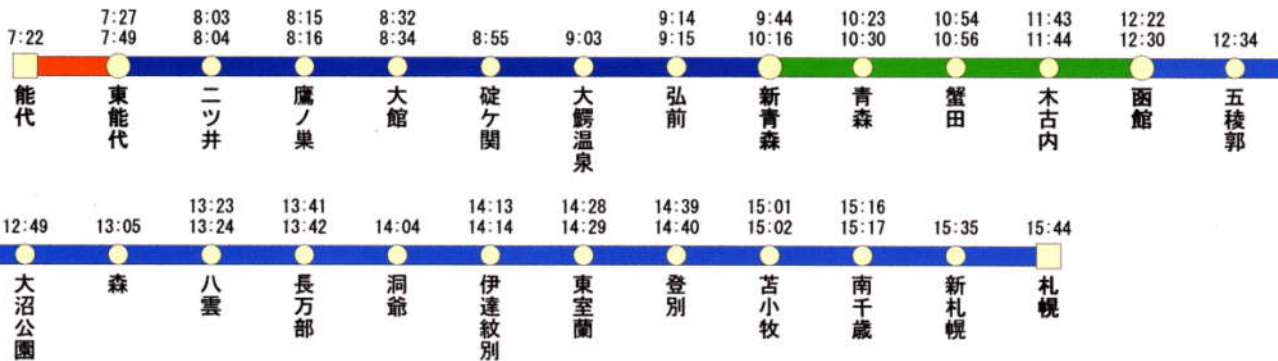 7:27 8:03 8:15 8:32 9:14 9:44 10:23 10:54 11:43 12:22
7:22 7:49 8:04 8:16 8:34 8:55 9:03 9:15 10:16 10:30 10:56 11:44 12:30 12:34
能代 東能代 二ツ井 鷹ノ巣 大館 碇ケ関 大鰐温泉 弘前 新青森 青森 蟹田 木古内 函館 五稜郭
13:23 13:41 14:13 14:28 14:39 15:01 15:16
12:49 13:05 13:24 13:42 14:04 14:14 14:29 14:40 15:02 15:17 15:35 15:44
大沼公園 森 八雲 長万部 洞爺 伊達紋別 東室蘭 登別 苫小牧 南千歳 新札幌 札幌